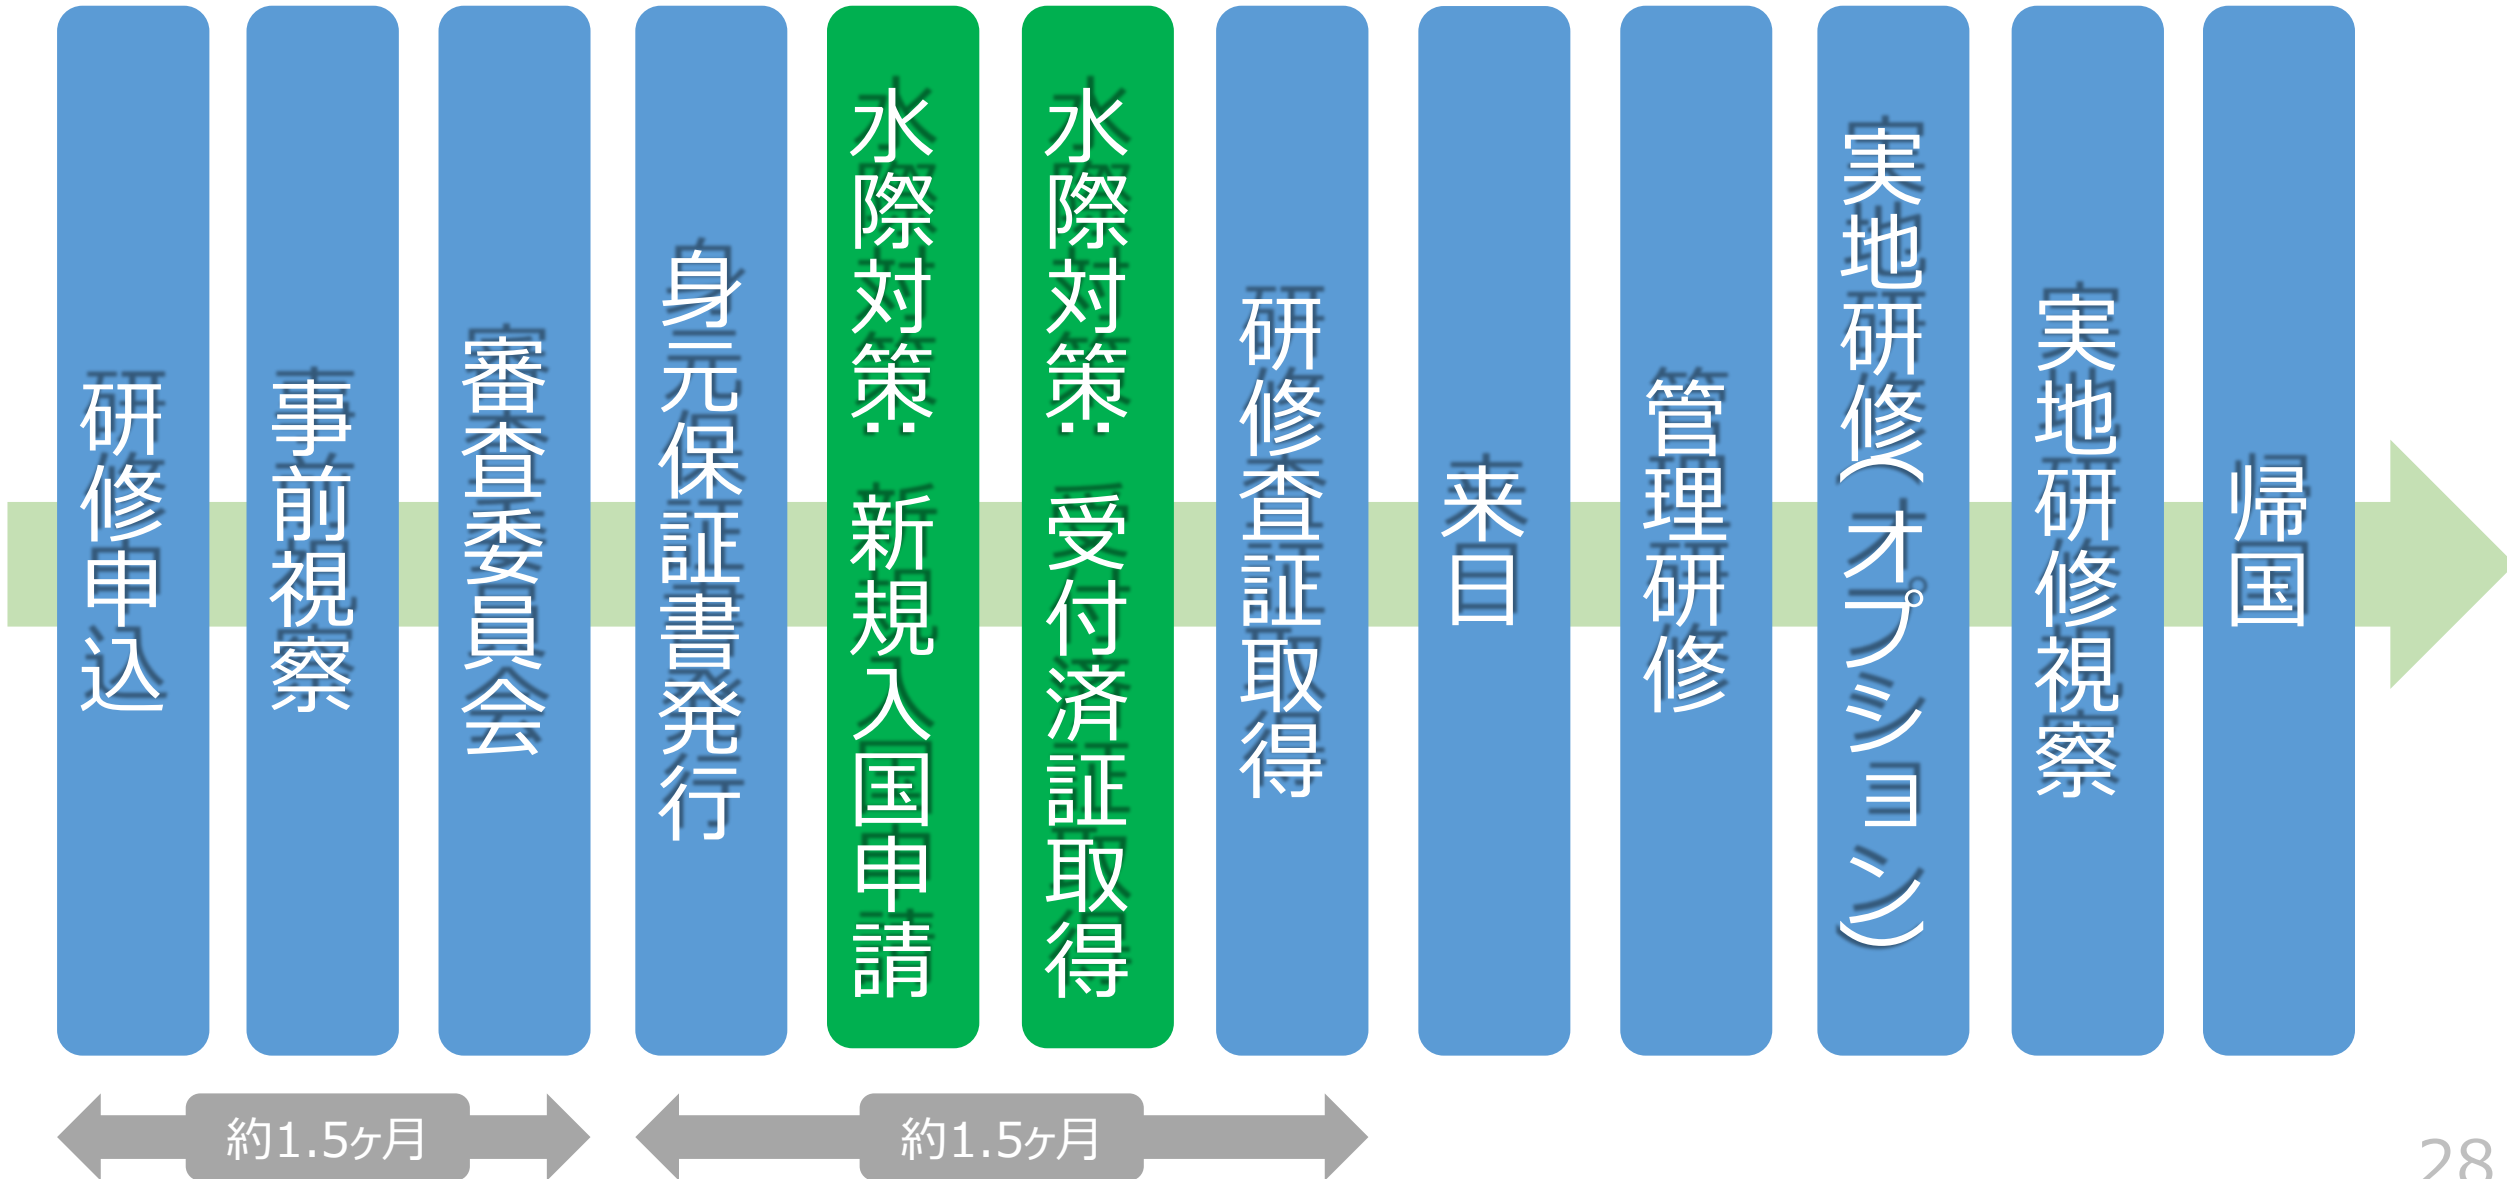 研修申込
事前視察
審査委員会
身元保証書発行
水際対策：新規入国申請
水際対策：受付済証取得
研修査証取得
来日
管理研修
実地研修（オプション）
実地研修視察
帰国
約1.5ヶ月
約1.5ヶ月
28